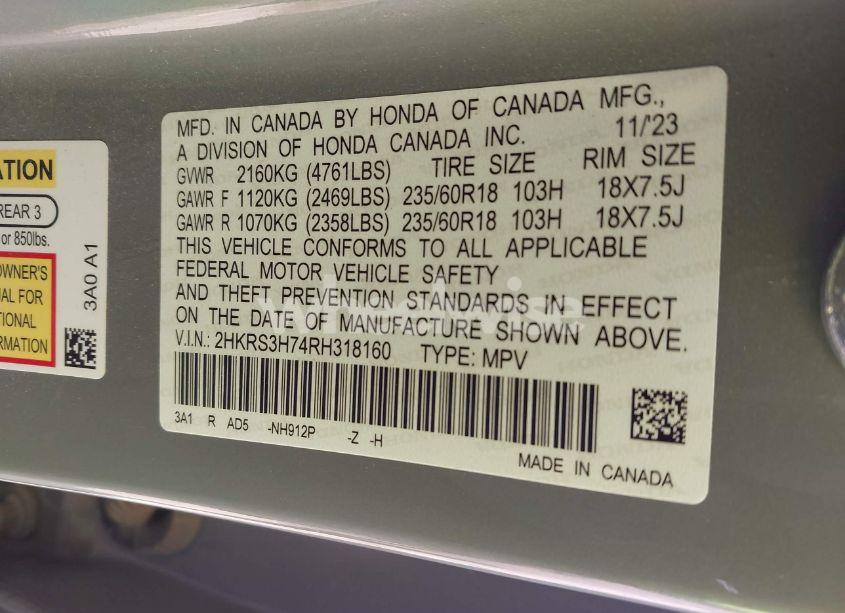 ATION
REAR 3
or 850lbs.
OWNER'S
AL FOR
TIONAL
RMATION
3A0 A1
MFD. IN CANADA BY HONDA OF CANADA MFG.,
A DIVISION OF HONDA CANADA INC. 11/'23
GVWR 2160KG (4761LBS) TIRE SIZE RIM SIZE
GAWR F 1120KG (2469LBS) 235/60R18 103H 18X7.5J
GAWR R 1070KG (2358LBS) 235/60R18 103H 18X7.5J
THIS VEHICLE CONFORMS TO ALL APPLICABLE
FEDERAL MOTOR VEHICLE SAFETY
AND THEFT PREVENTION STANDARDS IN EFFECT
ON THE DATE OF MANUFACTURE SHOWN ABOVE.
V.I.N.: 2HKRS3H74RH318160 TYPE: MPV
3A1 R AD5 -NH912P -Z -H
MADE IN CANADA